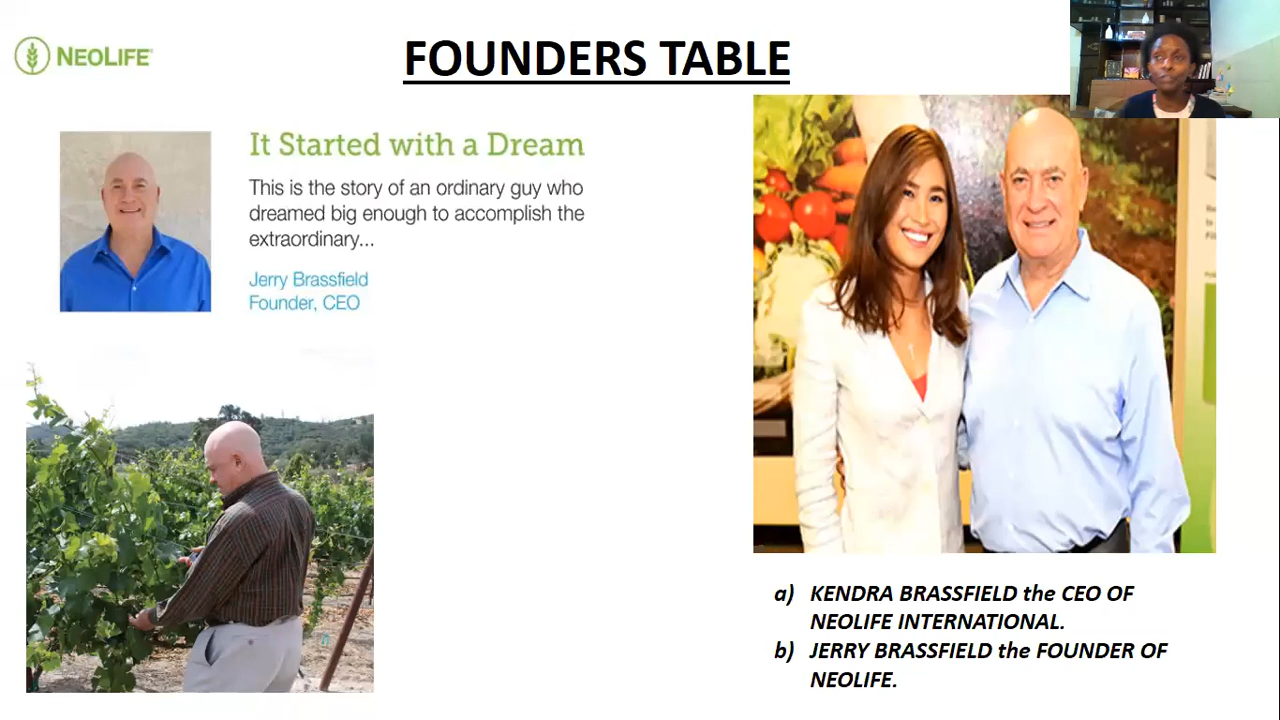 NEOLIFE
FOUNDERS TABLE
It Started with a Dream
This is the story of an ordinary guy who
dreamed big enough to accomplish the
extraordinary...
Jerry Brassfield
Founder, CEO
a) KENDRA BRASSFIELD the CEO OF
NEOLIFE INTERNATIONAL.
b) JERRY BRASSFIELD the FOUNDER OF
NEOLIFE.